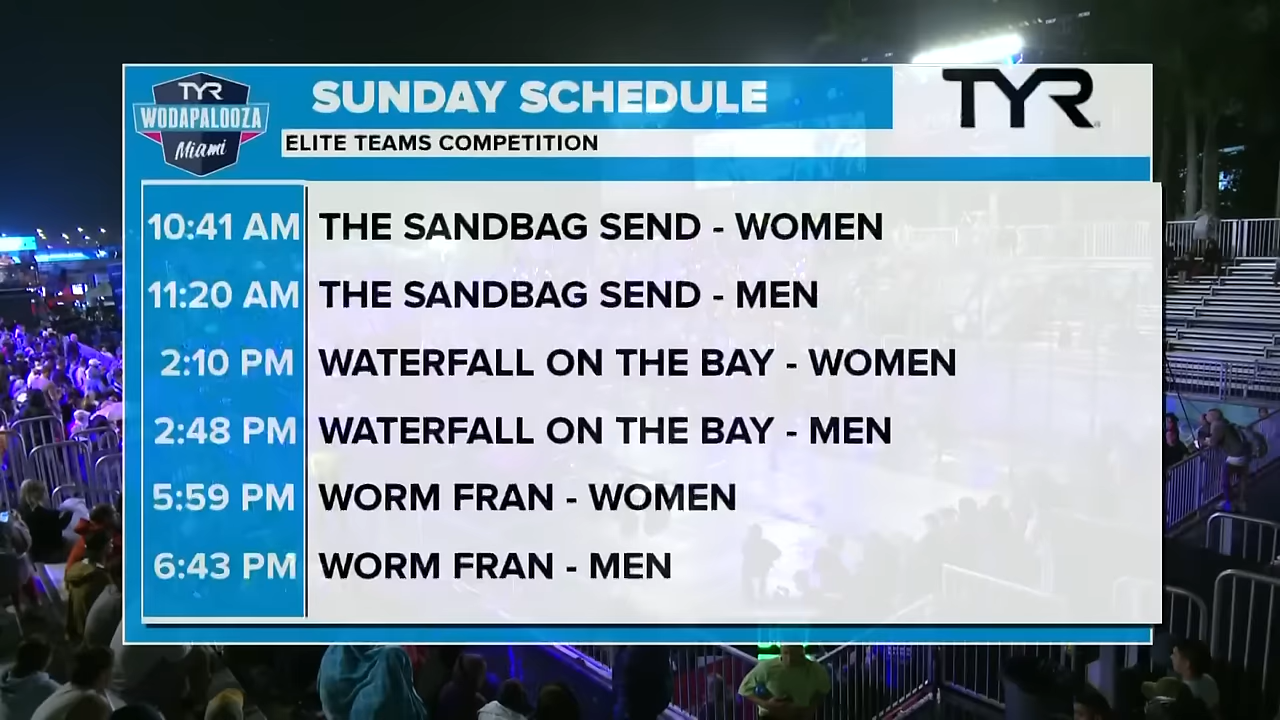 TYR
WODAPALOOZA
Miami
SUNDAY SCHEDULE
TYR
ELITE TEAMS COMPETITION
10:41 AM THE SANDBAG SEND - WOMEN
11:20 AM THE SANDBAG SEND - MEN
2:10 PM WATERFALL ON THE BAY - WOMEN
2:48 PM WATERFALL ON THE BAY - MEN
5:59 PM WORM FRAN - WOMEN
6:43 PM WORM FRAN - MEN